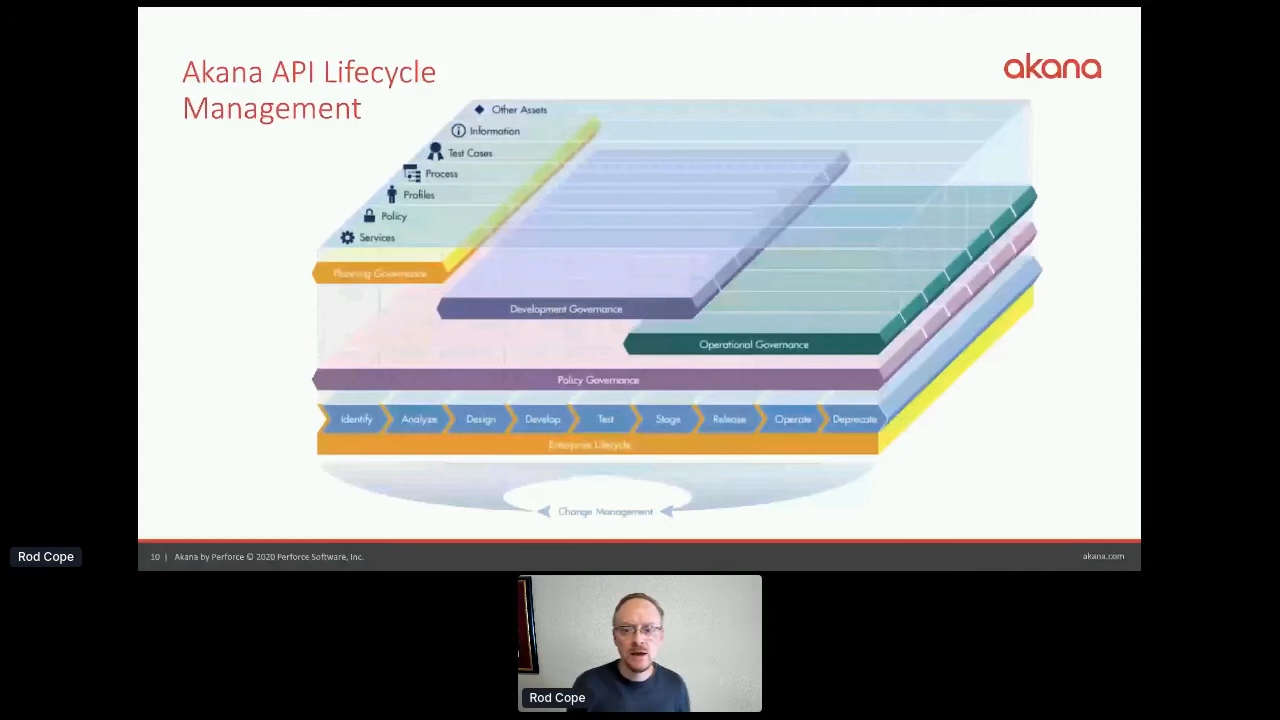 Akana API Lifecycle
Management
akana
Other Assets
Information
Test Cases
Process
Profiles
Policy
Services
Planning Governance
Development Governance
Operational Governance
Policy Governance
Identify Analyze Design Develop Test Stage Release Operate Deprecate
Enterprise Lifecycle
Change Management
10 | Akana by Perforce © 2020 Perforce Software, Inc.
akana.com
Rod Cope
Rod Cope